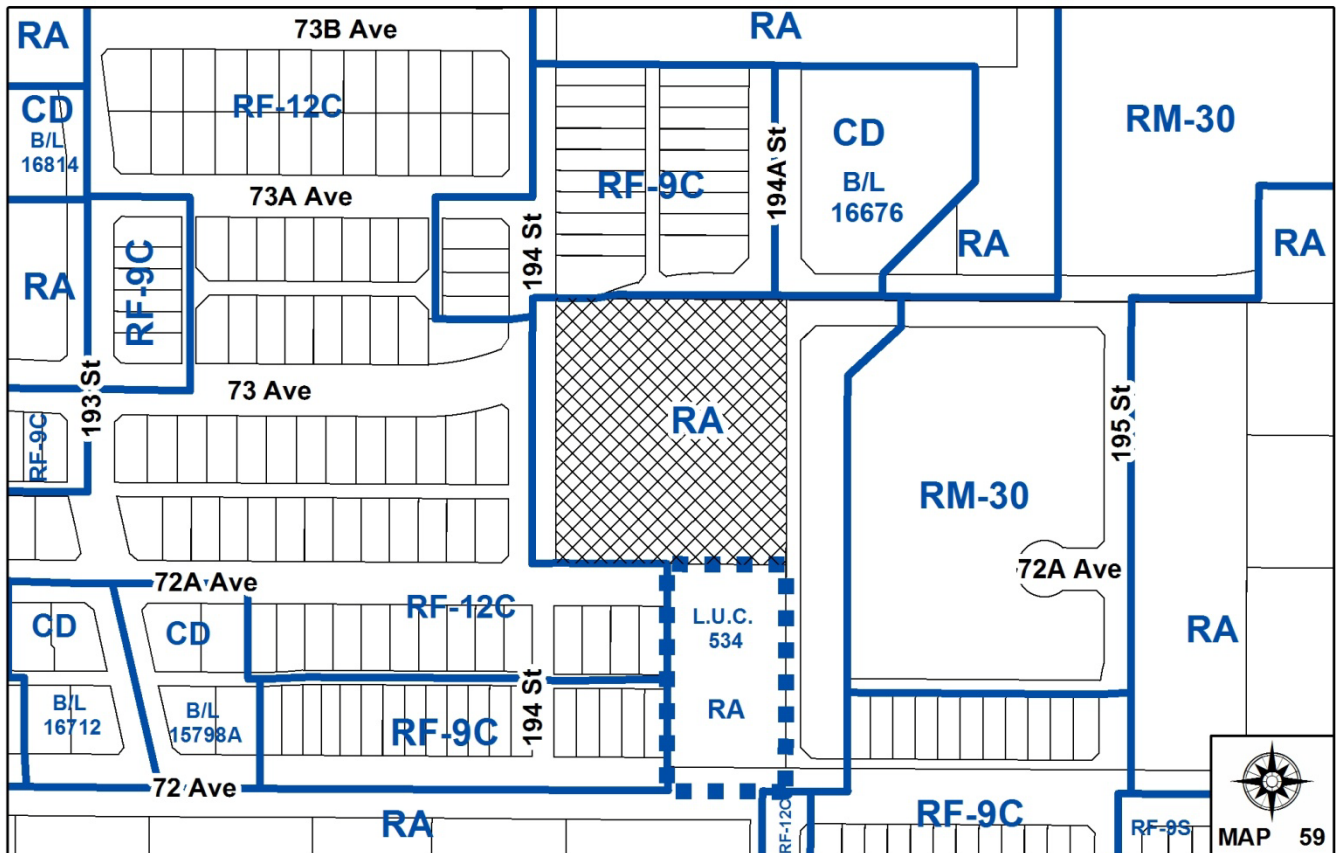 RA
73B Ave
RA
CD
B/L
16814
RF-12C
RM-30
CD
B/L
16676
194A St
RF-9C
73A Ave
RF-9C
194 St
RA
RA
RA
193 St
73 Ave
RA
195 St
RF-9C
RM-30
72A Ave
72A Ave
RF-12C
L.U.C.
534
CD
CD
RA
B/L
16712
B/L
15798A
RF-9C
194 St
RA
72 Ave
RA
RF-12C
RF-9C
RF-9S
MAP 59